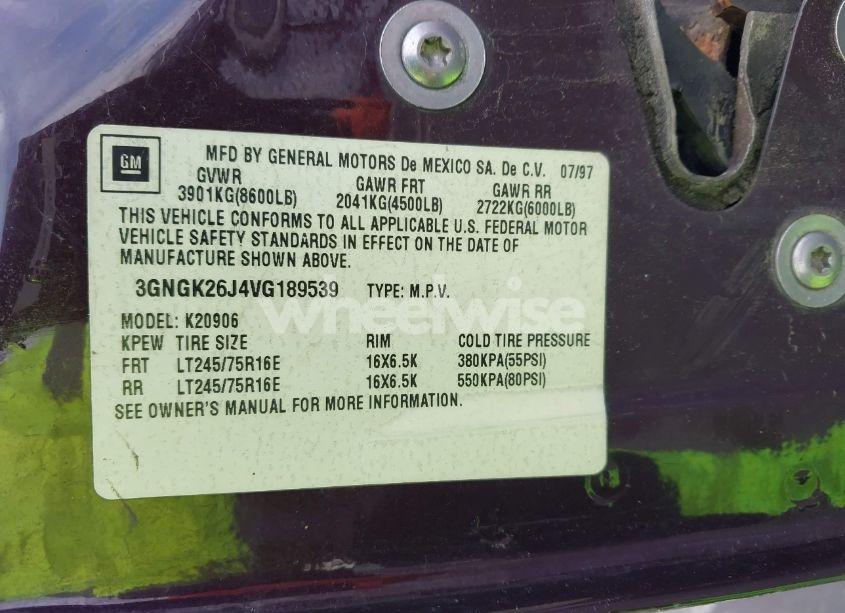 GM
MFD BY GENERAL MOTORS De MEXICO SA. De C.V. 07/97
GVWR GAWR FRT GAWR RR
3901KG(8600LB) 2041KG(4500LB) 2722KG(6000LB)
THIS VEHICLE CONFORMS TO ALL APPLICABLE U.S. FEDERAL MOTOR
VEHICLE SAFETY STANDARDS IN EFFECT ON THE DATE OF
MANUFACTURE SHOWN ABOVE.
3GNGK26J4VG189539 TYPE: M.P.V.
wheelwise
MODEL: K20906
KPEW TIRE SIZE RIM COLD TIRE PRESSURE
FRT LT245/75R16E 16X6.5K 380KPA(55PSI)
RR LT245/75R16E 16X6.5K 550KPA(80PSI)
SEE OWNER'S MANUAL FOR MORE INFORMATION.